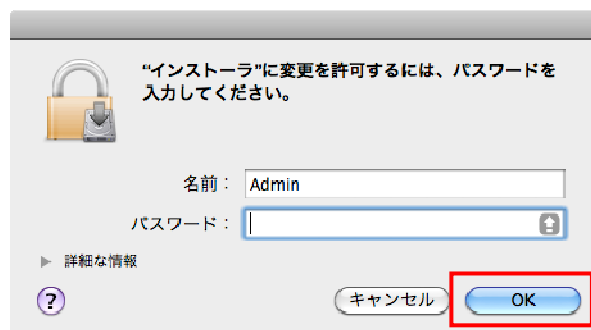 “インストーラ”に変更を許可するには、パスワードを
入力してください。
名前： Admin
パスワード：
詳細な情報
? キャンセル OK